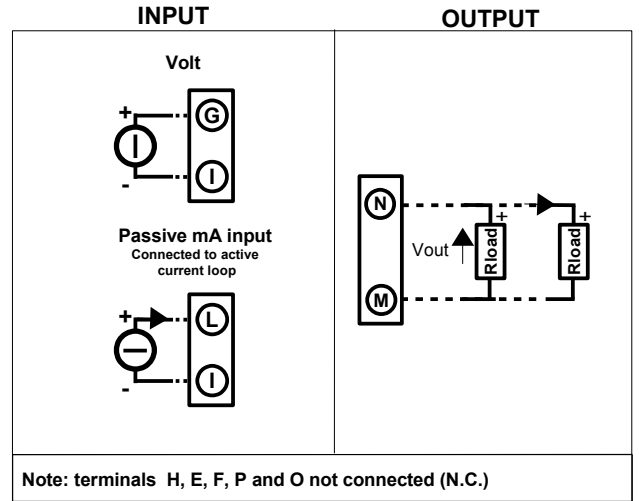 INPUT
OUTPUT
Volt
+
G
-
I
Passive mA input
Connected to active
current loop
+
L
-
I
N
M
Vout
+
Rload
+
Rload
Note: terminals H, E, F, P and O not connected (N.C.)